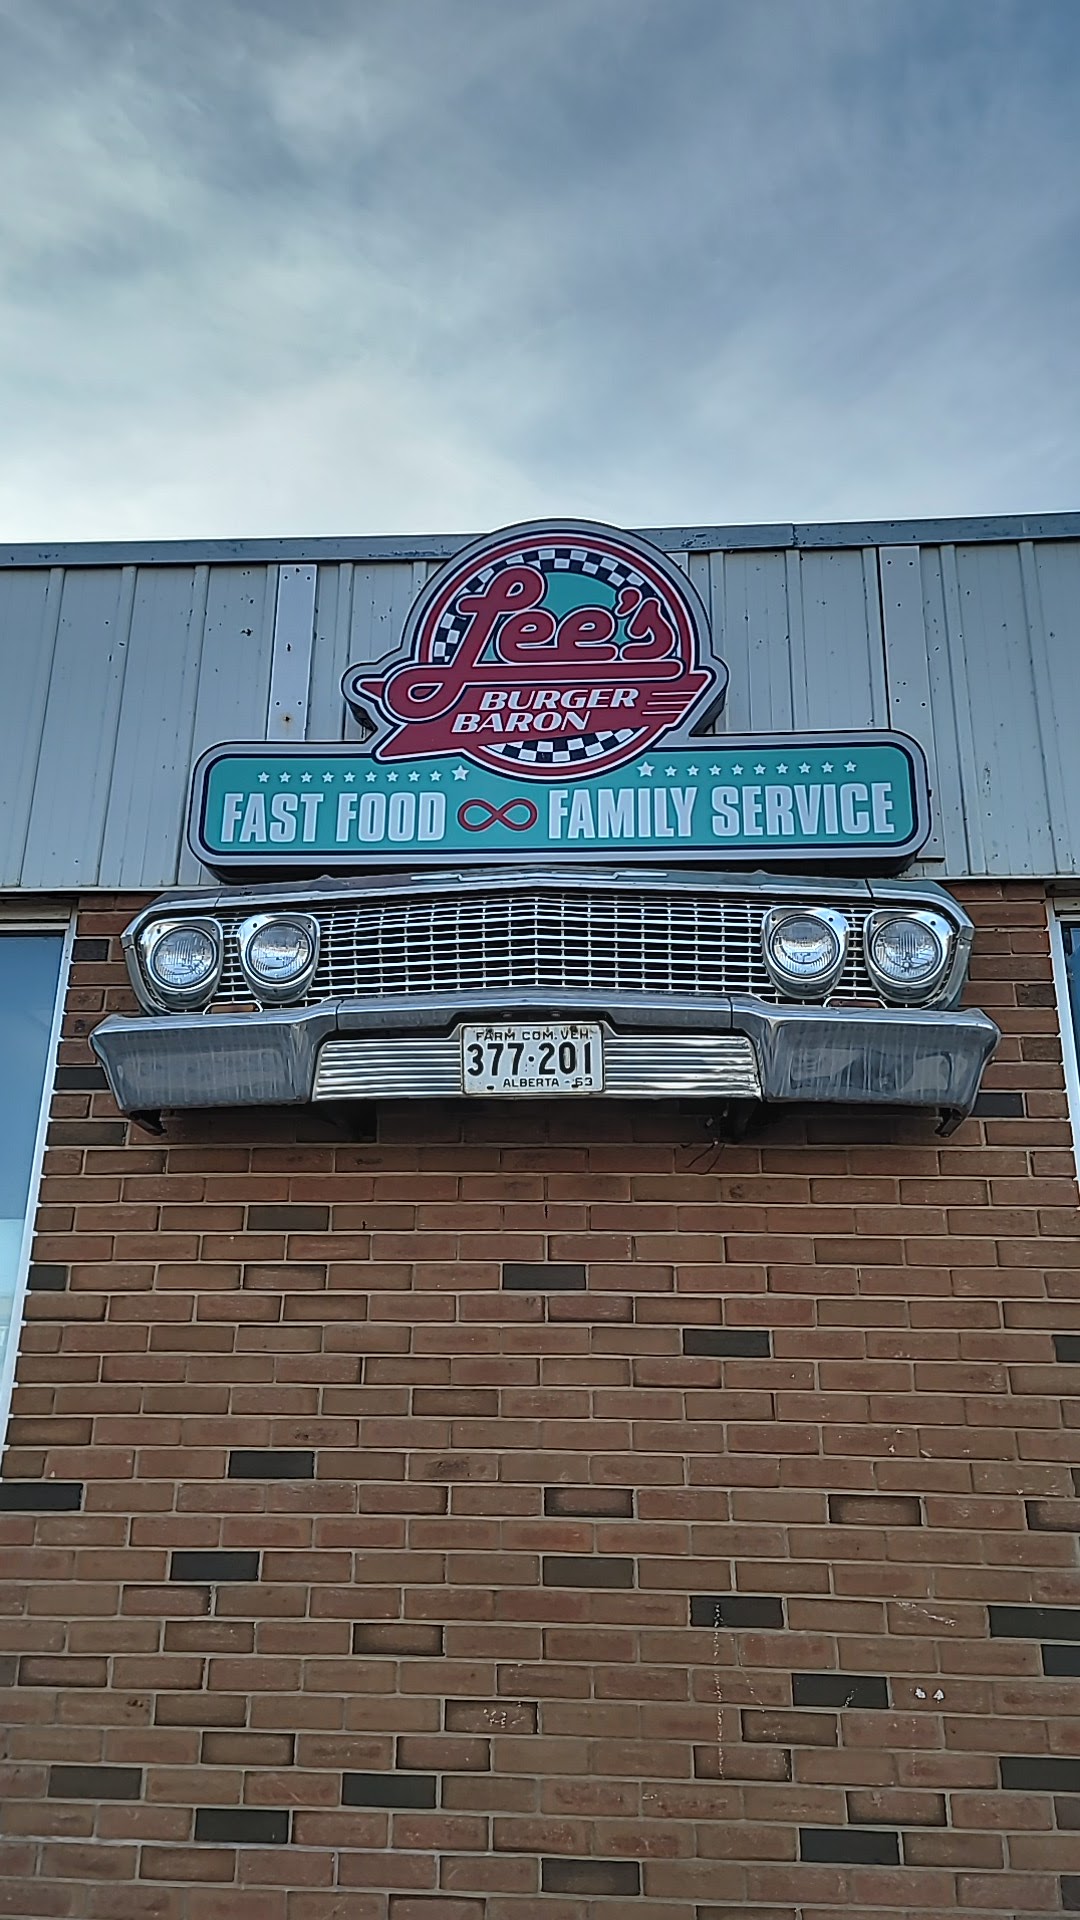 Lee's
BURGER
BARON
FAST FOOD FAMILY SERVICE
FARM COM. VEH.
377·201
ALBERTA - 63